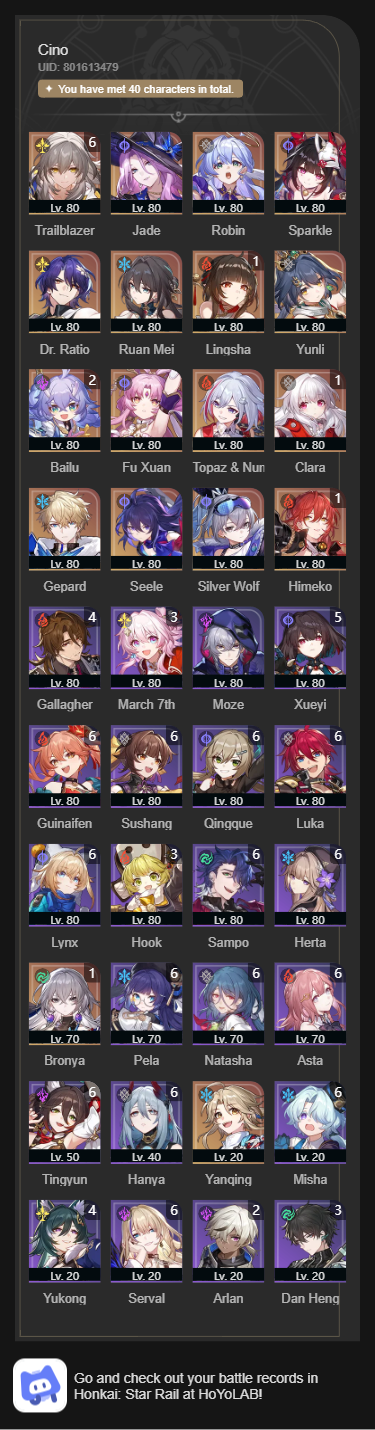 Cino
UID: 801613479
✦ You have met 40 characters in total.
6
Lv. 80 Lv. 80 Lv. 80 Lv. 80
Trailblazer Jade Robin Sparkle
1
Lv. 80 Lv. 80 Lv. 80 Lv. 80
Dr. Ratio Ruan Mei Lingsha Yunli
2 1
Lv. 80 Lv. 80 Lv. 80 Lv. 80
Bailu Fu Xuan Topaz & Num Clara
1
Lv. 80 Lv. 80 Lv. 80 Lv. 80
Gepard Seele Silver Wolf Himeko
4 3 5
Lv. 80 Lv. 80 Lv. 80 Lv. 80
Gallagher March 7th Moze Xueyi
6 6 6 6
Lv. 80 Lv. 80 Lv. 80 Lv. 80
Guinaifen Sushang Qingque Luka
6 3 6 6
Lv. 80 Lv. 80 Lv. 80 Lv. 80
Lynx Hook Sampo Herta
1 6 6 6
Lv. 70 Lv. 70 Lv. 70 Lv. 70
Bronya Pela Natasha Asta
6 6 6
Lv. 50 Lv. 40 Lv. 20 Lv. 20
Tingyun Hanya Yanqing Misha
4 6 2 3
Lv. 20 Lv. 20 Lv. 20 Lv. 20
Yukong Serval Arlan Dan Heng
Go and check out your battle records in
Honkai: Star Rail at HoYoLAB!